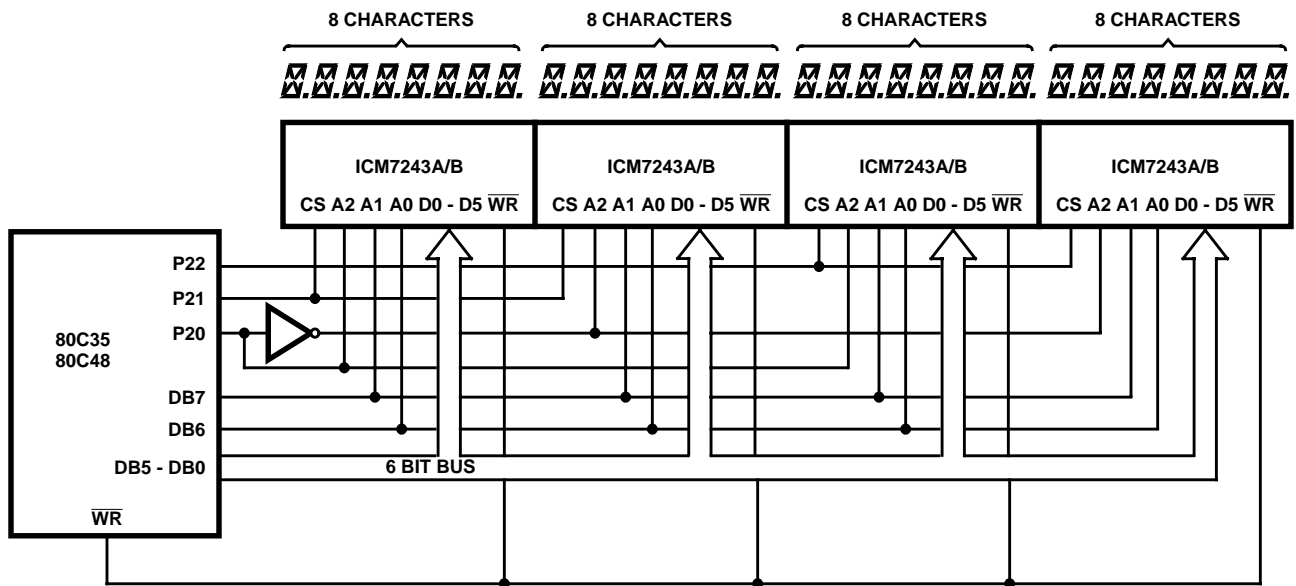 8 CHARACTERS 8 CHARACTERS 8 CHARACTERS 8 CHARACTERS
ICM7243A/B ICM7243A/B ICM7243A/B ICM7243A/B
CS A2 A1 A0 D0 - D5 WR CS A2 A1 A0 D0 - D5 WR CS A2 A1 A0 D0 - D5 WR CS A2 A1 A0 D0 - D5 WR
P22
P21
P20
80C35
80C48
DB7
DB6
DB5 - DB0
6 BIT BUS
WR